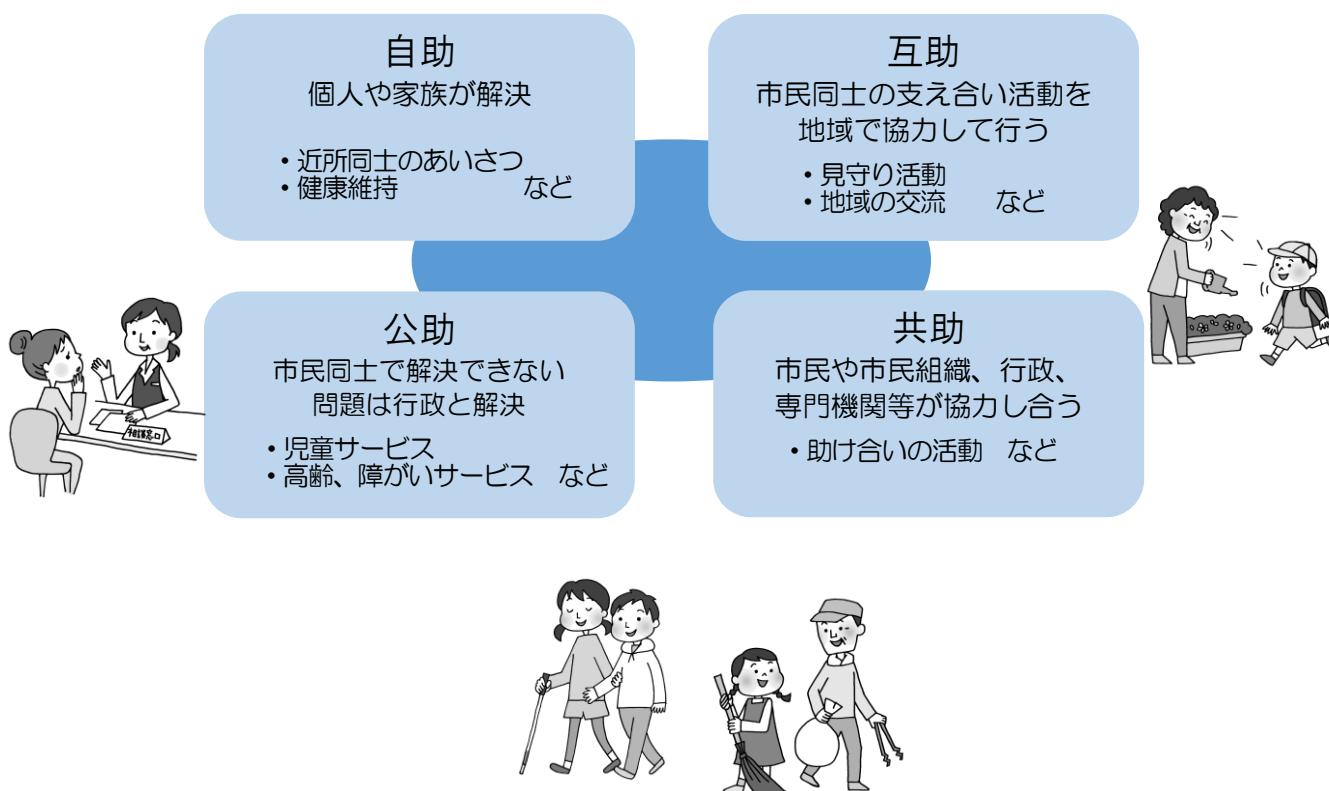 自助
個人や家族が解決
・近所同士のあいさつ
・健康維持　など
互助
市民同士の支え合い活動を
地域で協力して行う
・見守り活動
・地域の交流　など
公助
市民同士で解決できない
問題は行政と解決
・児童サービス
・高齢、障がいサービス　など
共助
市民や市民組織、行政、
専門機関等が協力し合う
・助け合いの活動　など
相談窓口